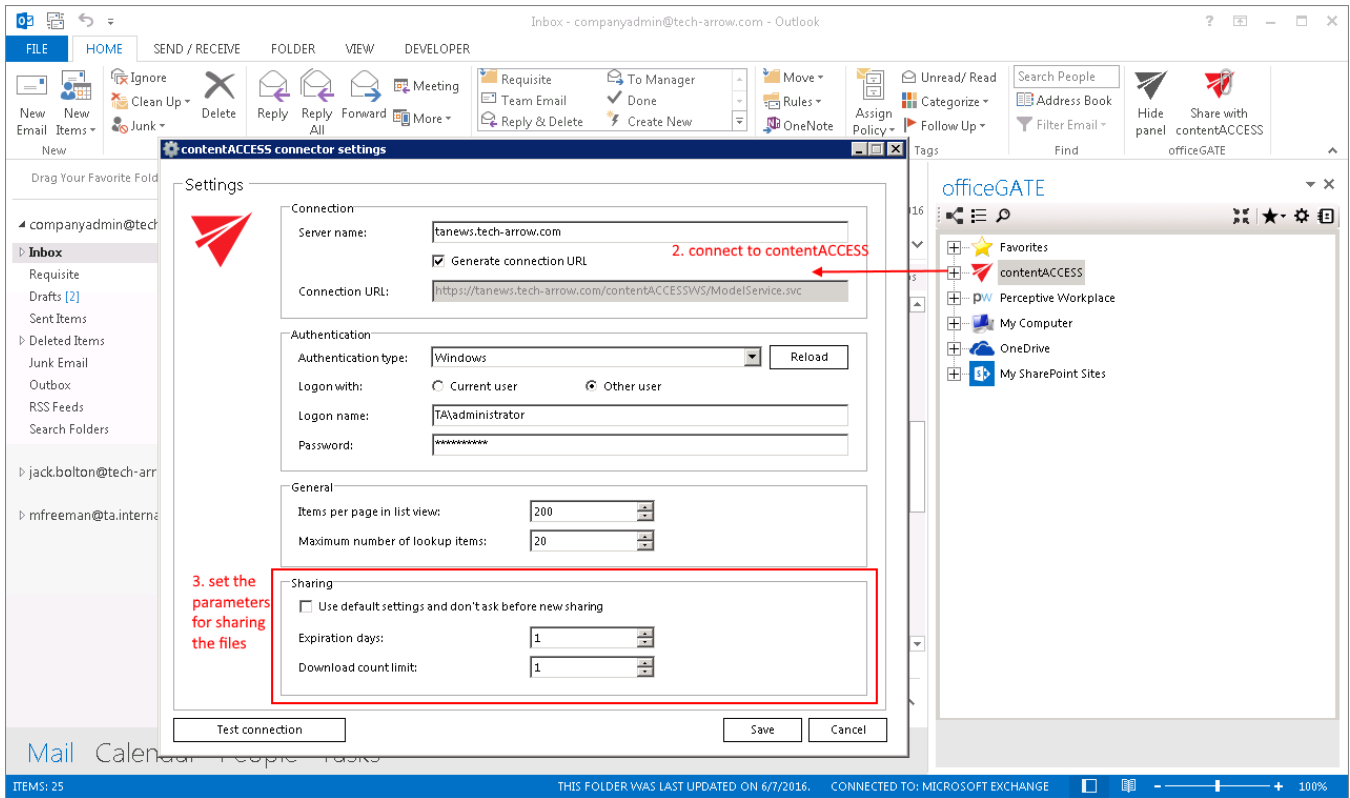 Inbox - companyadmin@tech-arrow.com - Outlook
FILE HOME SEND / RECEIVE FOLDER VIEW DEVELOPER
New Email
New Items
Ignore
Clean Up
Junk
Delete
Reply
Reply All
Forward
Meeting
More
Requisite
Team Email
Reply & Delete
To Manager
Done
Create New
Move
Rules
OneNote
Assign Policy
Unread/ Read
Categorize
Follow Up
Search People
Address Book
Filter Email
Hide panel
Share with contentACCESS
New
Tags
Find
officeGATE
Drag Your Favorite Fold
companyadmin@tech
Inbox
Requisite
Drafts [2]
Sent Items
Deleted Items
Junk Email
Outbox
RSS Feeds
Search Folders
jack.bolton@tech-arr
mfreeman@ta.interna
contentACCESS connector settings
Settings
Connection
Server name: tanews.tech-arrow.com
Generate connection URL
Connection URL: https://tanews.tech-arrow.com/contentACCESSWS/ModelService.svc
2. connect to contentACCESS
Authentication
Authentication type: Windows Reload
Logon with: Current user Other user
Logon name: TA\administrator
Password: **********
General
Items per page in list view: 200
Maximum number of lookup items: 20
3. set the
parameters
for sharing
the files
Sharing
Use default settings and don't ask before new sharing
Expiration days: 1
Download count limit: 1
Test connection Save Cancel
16
officeGATE
Favorites
contentACCESS
Perceptive Workplace
My Computer
OneDrive
My SharePoint Sites
Mail Calendar People Tasks
ITEMS: 25 THIS FOLDER WAS LAST UPDATED ON 6/7/2016. CONNECTED TO: MICROSOFT EXCHANGE 100%